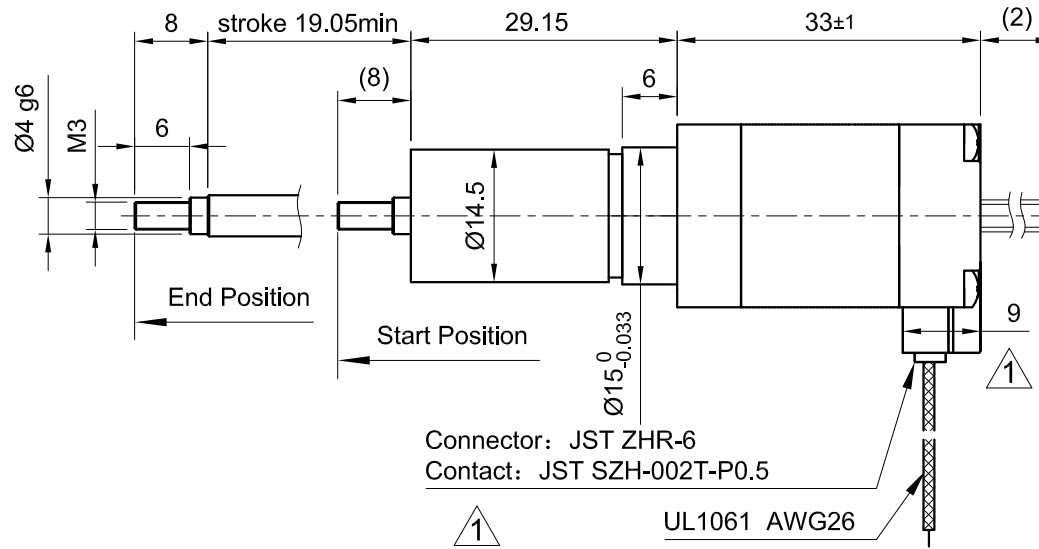 8
stroke 19.05min
29.15
33±1
(2)
(8)
6
Ø4 g6
M3
6
Ø14.5
End Position
Start Position
9
Ø15 0 -0.033
1
Connector: JST ZHR-6
Contact: JST SZH-002T-P0.5
1
UL1061 AWG26